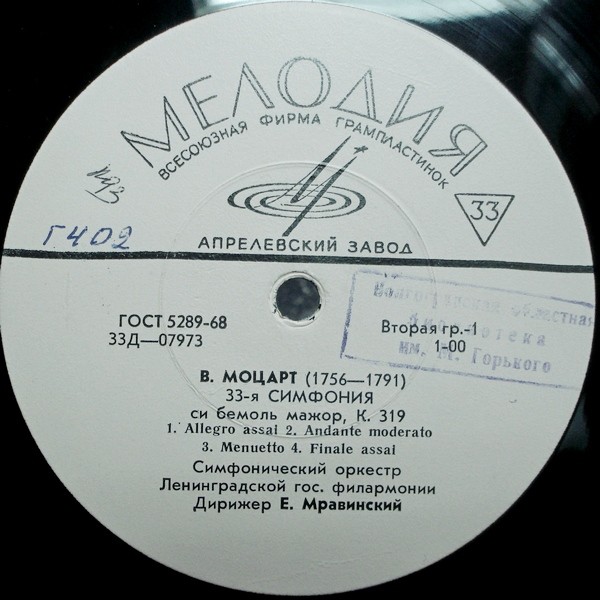 МЕЛОДИЯ
ВСЕСОЮЗНАЯ ФИРМА ГРАМПЛАСТИНОК
33
Г402
АПРЕЛЕВСКИЙ ЗАВОД
ГОСТ 5289-68
33Д—07973
Вторая гр.-1
1-00
областная
им. М. Горького
В. МОЦАРТ (1756—1791)
33-я СИМФОНИЯ
си бемоль мажор, К. 319
1. Allegro assai 2. Andante moderato
3. Menuetto 4. Finale assai
Симфонический оркестр
Ленинградской гос. филармонии
Дирижер Е. Мравинский